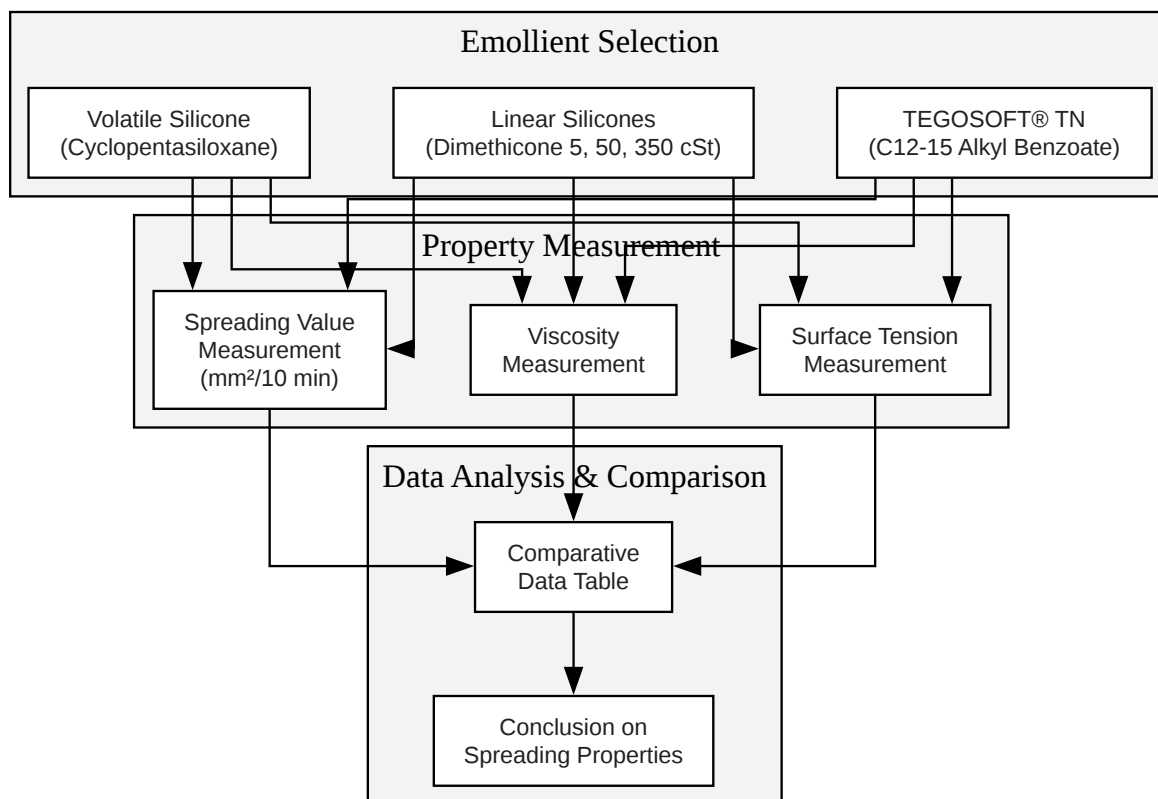 Emollient Selection
Volatile Silicone
(Cyclopentasiloxane)
Linear Silicones
(Dimethicone 5, 50, 350 cSt)
TEGOSOFT® TN
(C12-15 Alkyl Benzoate)
Property Measurement
Spreading Value
Measurement
(mm²/10 min)
Viscosity
Measurement
Surface Tension
Measurement
Data Analysis & Comparison
Comparative
Data Table
Conclusion on
Spreading Properties